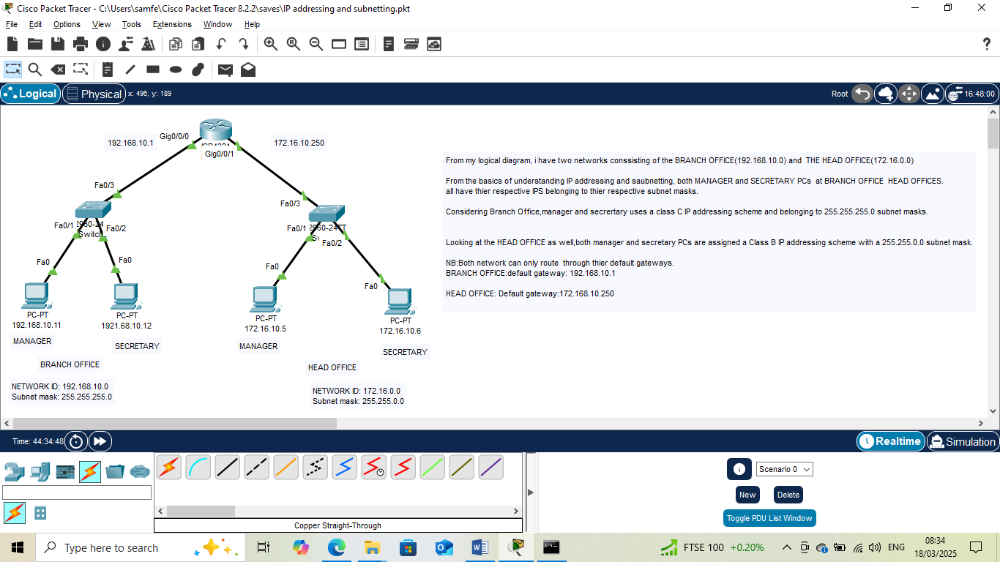 Cisco Packet Tracer - C:\Users\samfe\Cisco Packet Tracer 8.2.2\saves\IP addressing and subnetting.pkt
File Edit Options View Tools Extensions Window Help
Logical Physical x: 496, y: 189 Root 16:48:00
Gig0/0/0
192.168.10.1
172.16.10.250
Gig0/0/1
Fa0/3
Fa0/3
Fa0/1
Fa0/2
Switch
Fa0/1
Fa0/2
Fa0
Fa0
Fa0
Fa0
PC-PT
192.168.10.11
MANAGER
PC-PT
1921.68.10.12
SECRETARY
PC-PT
172.16.10.5
MANAGER
PC-PT
172.16.10.6
SECRETARY
BRANCH OFFICE
HEAD OFFICE
NETWORK ID: 192.168.10.0
Subnet mask: 255.255.255.0
NETWORK ID: 172.16.0.0
Subnet mask: 255.255.0.0
From my logical diagram, i have two networks conssisting of the BRANCH OFFICE(192.168.10.0) and THE HEAD OFFICE(172.16.0.0)
From the basics of understanding IP addressing and saubnetting, both MANAGER and SECRETARY PCs at BRANCH OFFICE HEAD OFFICES.
all have thier respective IPS belonging to thier respective subnet masks.
Considering Branch Office,manager and secrertary uses a class C IP addressing scheme and belonging to 255.255.255.0 subnet masks.
Looking at the HEAD OFFICE as well,both manager and secretary PCs are assigned a Class B IP addressing scheme with a 255.255.0.0 subnet mask.
NB:Both network can only route through thier default gateways.
BRANCH OFFICE:default gateway: 192.168.10.1
HEAD OFFICE: Default gateway:172.168.10.250
Time: 44:34:48
Realtime Simulation
Scenario 0
New Delete
Toggle PDU List Window
Copper Straight-Through
Type here to search
FTSE 100 +0.20%
ENG
08:34
18/03/2025